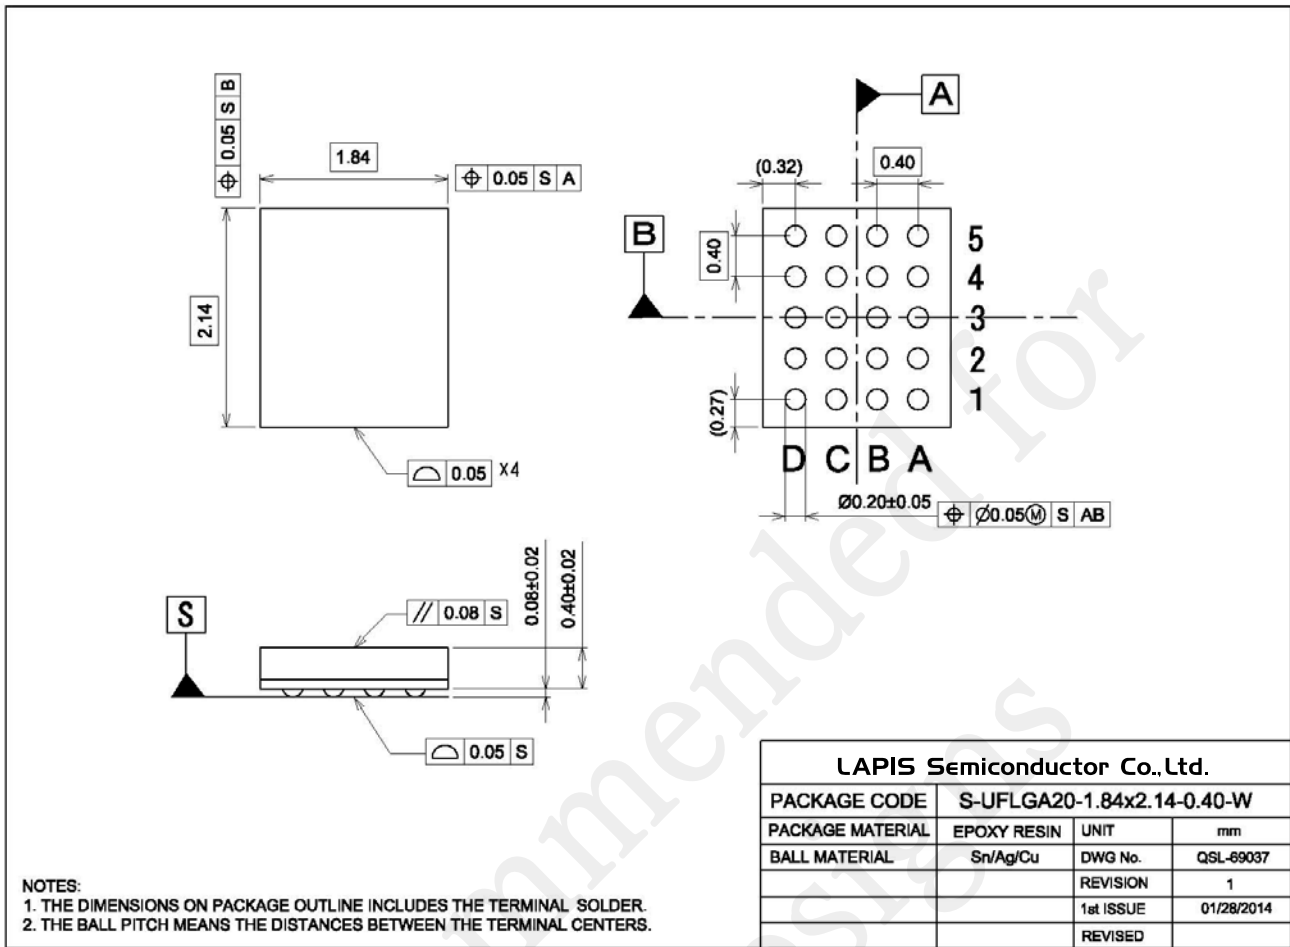 ⌖ 0.05 S B
1.84
⌖ 0.05 S A
2.14
⌓ 0.05 X4
A
(0.32)
0.40
B
0.40
5
4
3
2
1
(0.27)
D C B A
Ø0.20±0.05
⌖ Ø0.05Ⓜ S AB
S
// 0.08 S
0.08±0.02
0.40±0.02
⌓ 0.05 S
mmended for
signs
NOTES:
1. THE DIMENSIONS ON PACKAGE OUTLINE INCLUDES THE TERMINAL SOLDER.
2. THE BALL PITCH MEANS THE DISTANCES BETWEEN THE TERMINAL CENTERS.
LAPIS Semiconductor Co.,Ltd.
PACKAGE CODE S-UFLGA20-1.84x2.14-0.40-W
PACKAGE MATERIAL EPOXY RESIN UNIT mm
BALL MATERIAL Sn/Ag/Cu DWG No. QSL-69037
REVISION 1
1st ISSUE 01/28/2014
REVISED